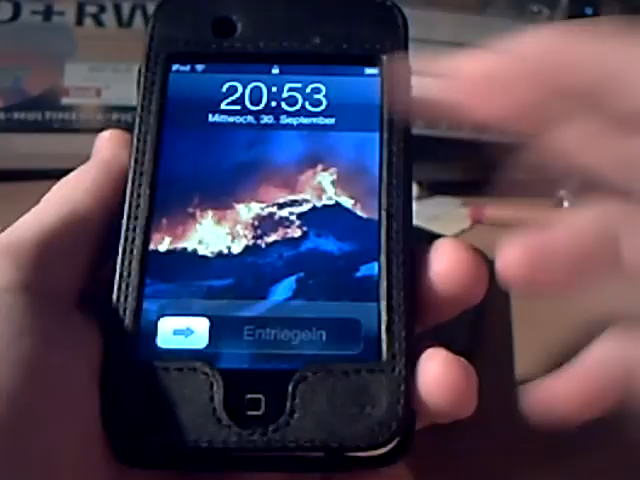 D+RW
iPod
20:53
Mittwoch, 30. September
Entriegeln